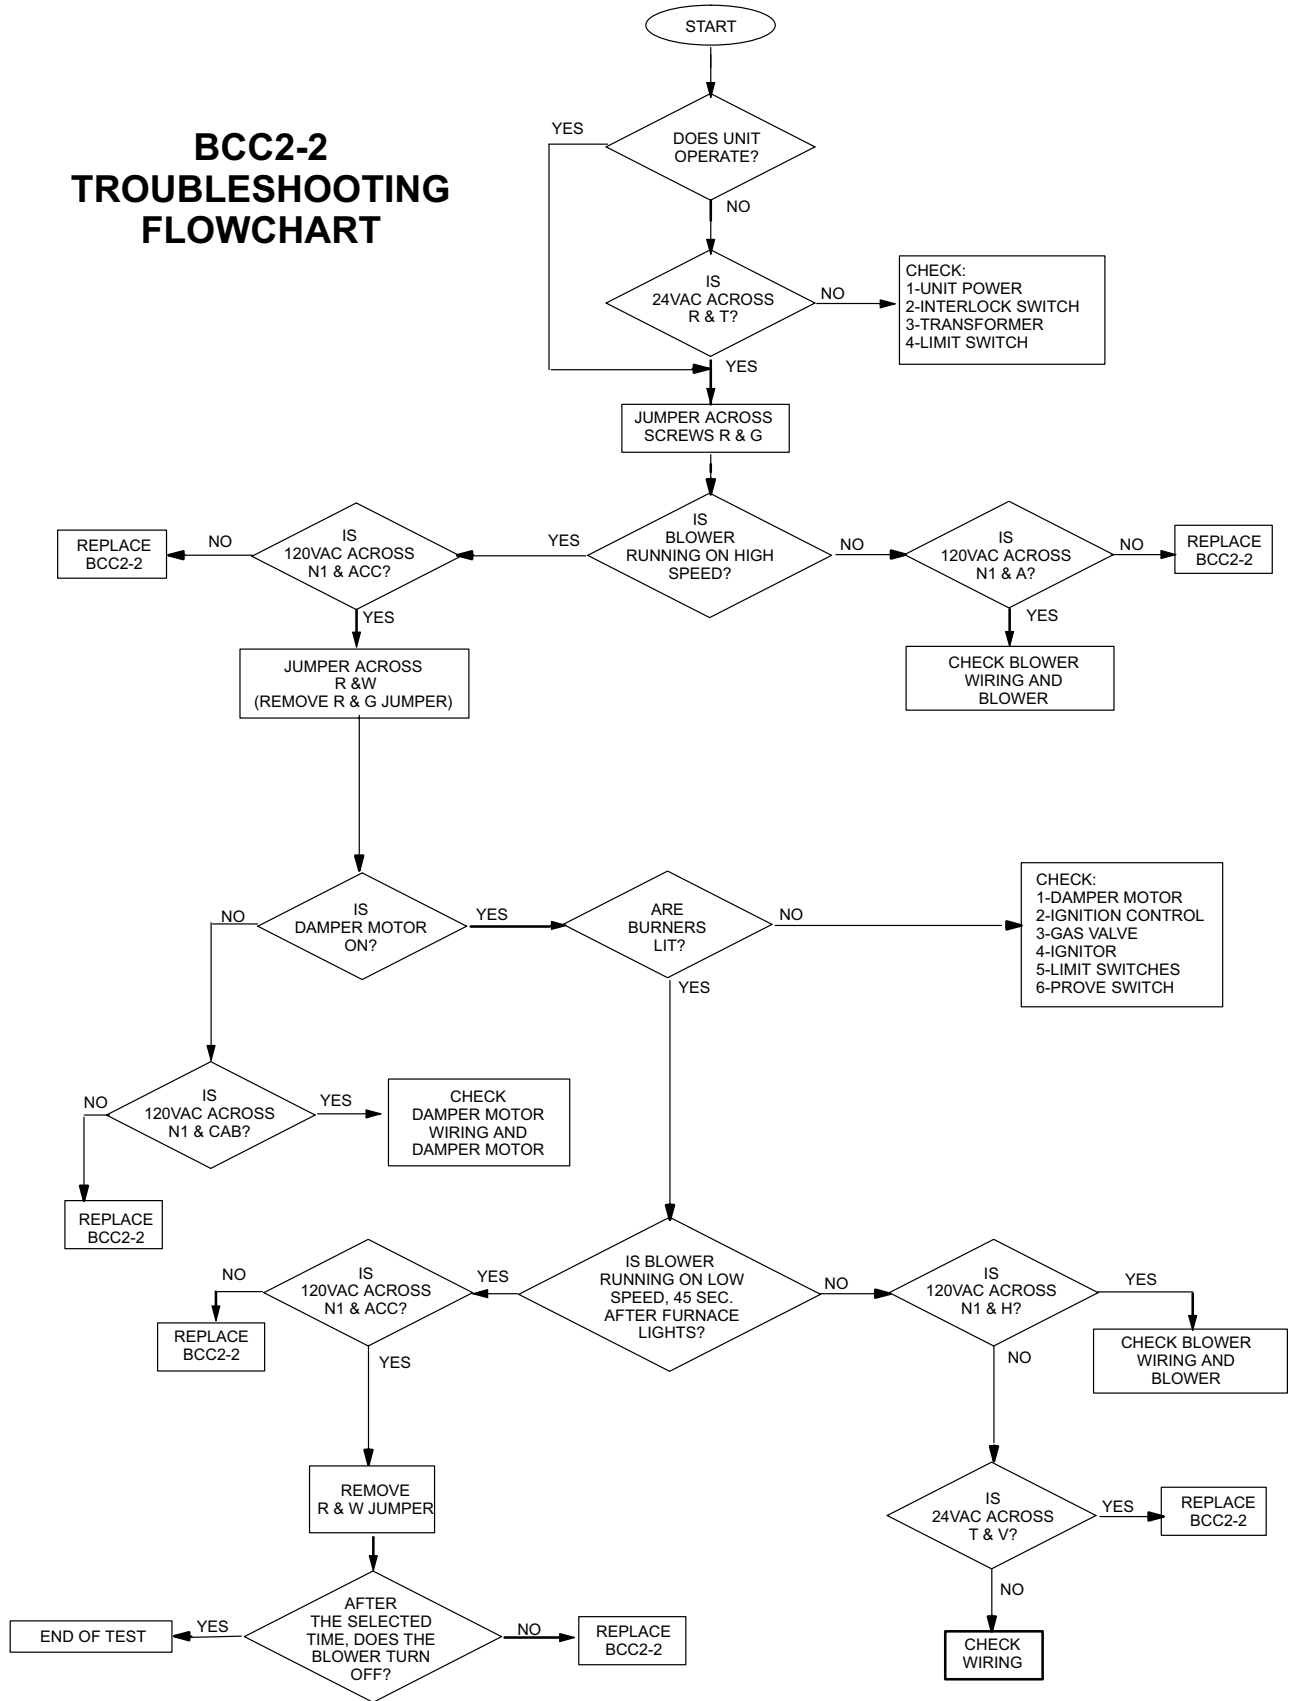 START
BCC2-2
TROUBLESHOOTING
FLOWCHART
YES
DOES UNIT
OPERATE?
NO
IS
24VAC ACROSS
R & T?
NO
CHECK:
1-UNIT POWER
2-INTERLOCK SWITCH
3-TRANSFORMER
4-LIMIT SWITCH
YES
JUMPER ACROSS
SCREWS R & G
REPLACE
BCC2-2
NO
IS
120VAC ACROSS
N1 & ACC?
YES
IS
BLOWER
RUNNING ON HIGH
SPEED?
NO
IS
120VAC ACROSS
N1 & A?
NO
REPLACE
BCC2-2
YES
YES
JUMPER ACROSS
R &W
(REMOVE R & G JUMPER)
CHECK BLOWER
WIRING AND
BLOWER
NO
IS
DAMPER MOTOR
ON?
YES
ARE
BURNERS
LIT?
NO
CHECK:
1-DAMPER MOTOR
2-IGNITION CONTROL
3-GAS VALVE
4-IGNITOR
5-LIMIT SWITCHES
6-PROVE SWITCH
YES
NO
IS
120VAC ACROSS
N1 & CAB?
YES
CHECK
DAMPER MOTOR
WIRING AND
DAMPER MOTOR
REPLACE
BCC2-2
NO
IS
120VAC ACROSS
N1 & ACC?
YES
IS BLOWER
RUNNING ON LOW
SPEED, 45 SEC.
AFTER FURNACE
LIGHTS?
NO
IS
120VAC ACROSS
N1 & H?
YES
REPLACE
BCC2-2
YES
NO
CHECK BLOWER
WIRING AND
BLOWER
REMOVE
R & W JUMPER
IS
24VAC ACROSS
T & V?
YES
REPLACE
BCC2-2
NO
END OF TEST
YES
AFTER
THE SELECTED
TIME, DOES THE
BLOWER TURN
OFF?
NO
REPLACE
BCC2-2
CHECK
WIRING